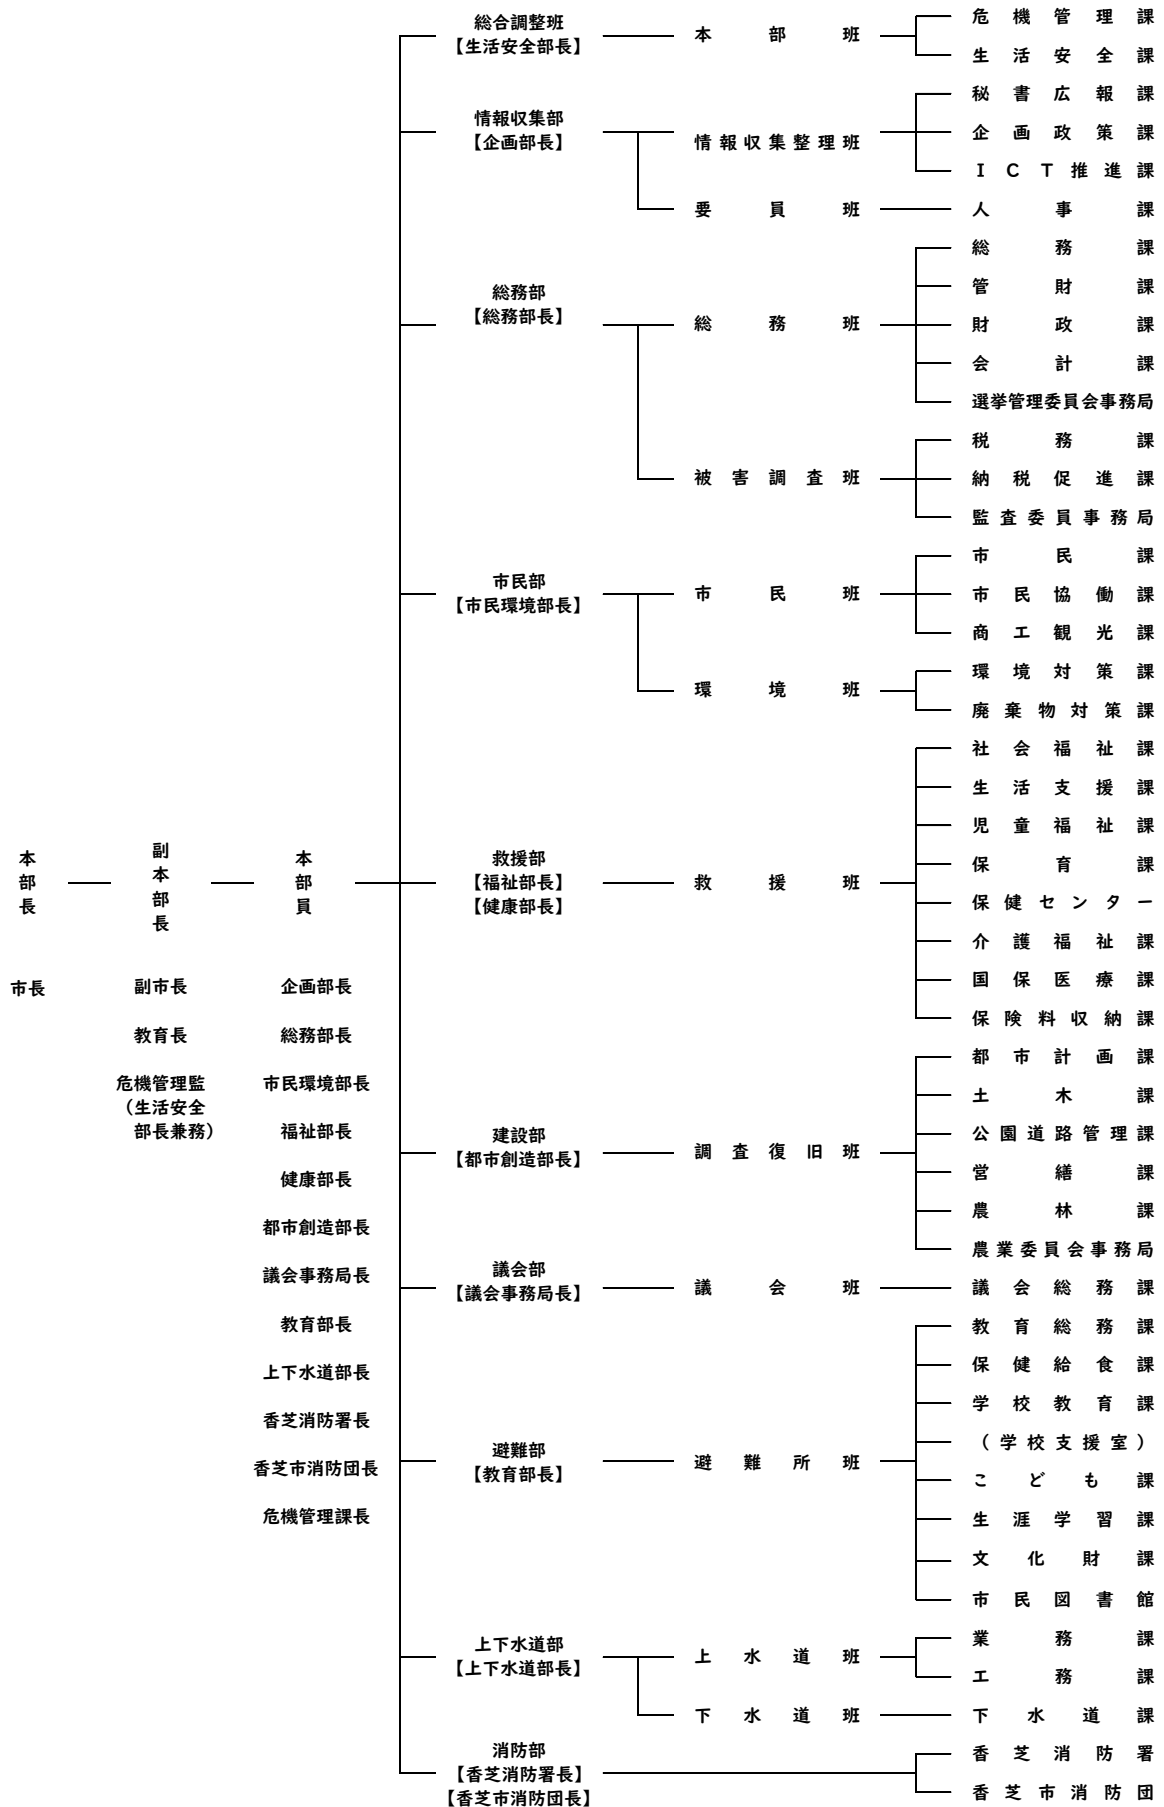 本部長
市長
副本部長
副市長
教育長
危機管理監
（生活安全
部長兼務）
本部員
企画部長
総務部長
市民環境部長
福祉部長
健康部長
都市創造部長
議会事務局長
教育部長
上下水道部長
香芝消防署長
香芝市消防団長
危機管理課長
総合調整班
【生活安全部長】
本部班
危機管理課
生活安全課
情報収集部
【企画部長】
情報収集整理班
秘書広報課
企画政策課
ＩＣＴ推進課
要員班
人事課
総務部
【総務部長】
総務班
総務課
管財課
財政課
会計課
選挙管理委員会事務局
被害調査班
税務課
納税促進課
監査委員事務局
市民部
【市民環境部長】
市民班
市民課
市民協働課
商工観光課
環境班
環境対策課
廃棄物対策課
救援部
【福祉部長】
【健康部長】
救援班
社会福祉課
生活支援課
児童福祉課
保育課
保健センター
介護福祉課
国保医療課
保険料収納課
建設部
【都市創造部長】
調査復旧班
都市計画課
土木課
公園道路管理課
営繕課
農林課
農業委員会事務局
議会部
【議会事務局長】
議会班
議会総務課
避難部
【教育部長】
避難所班
教育総務課
保健給食課
学校教育課
（学校支援室）
こども課
生涯学習課
文化財課
市民図書館
上下水道部
【上下水道部長】
上水道班
業務課
工務課
下水道班
下水道課
消防部
【香芝消防署長】
【香芝市消防団長】
香芝消防署
香芝市消防団